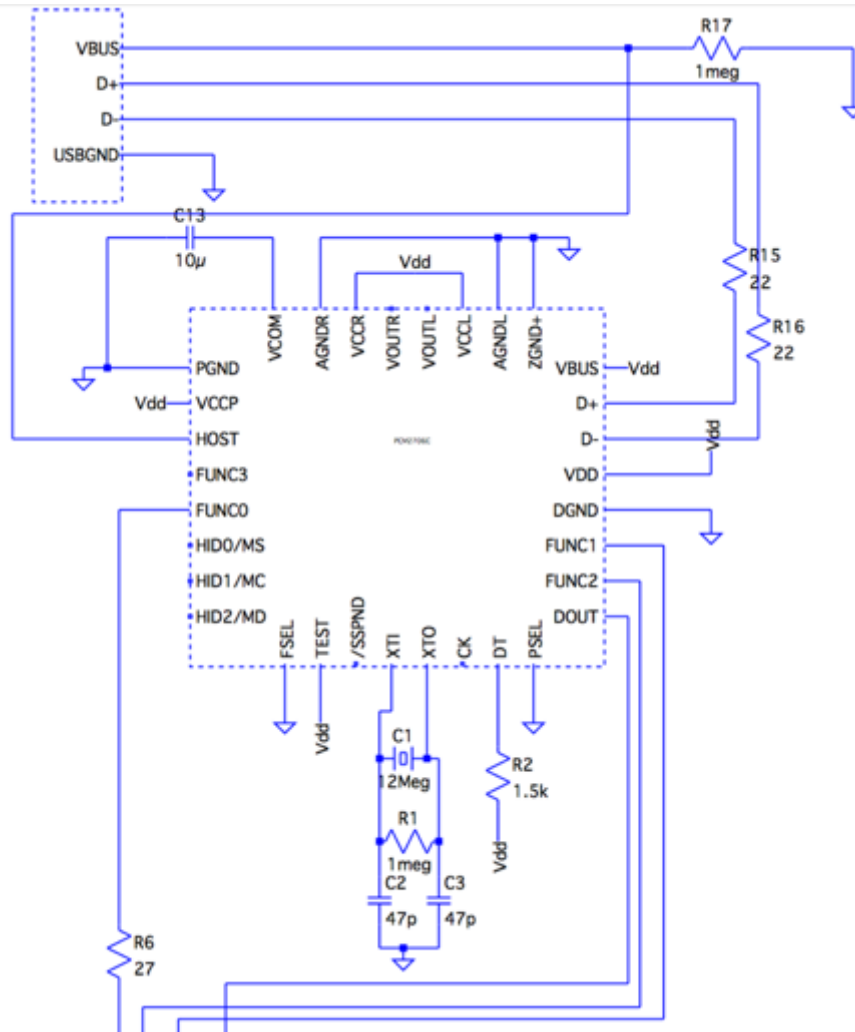 VBUS
R17
1meg
D+
D-
USBGND
C13
10µ
Vdd
R15
22
R16
22
VCOM
AGNDR
VCCR
VOUTR
VOUTL
VCCL
AGNDL
ZGND+
PGND
VBUS
Vdd
Vdd
VCCP
D+
HOST
D-
Vdd
FUNC3
VDD
FUNC0
DGND
HID0/MS
FUNC1
HID1/MC
FUNC2
HID2/MD
DOUT
FSEL
TEST
/SSPND
XTI
XTO
CK
DT
PSEL
Vdd
C1
12Meg
R2
1.5k
R1
1meg
Vdd
C2
47p
C3
47p
R6
27